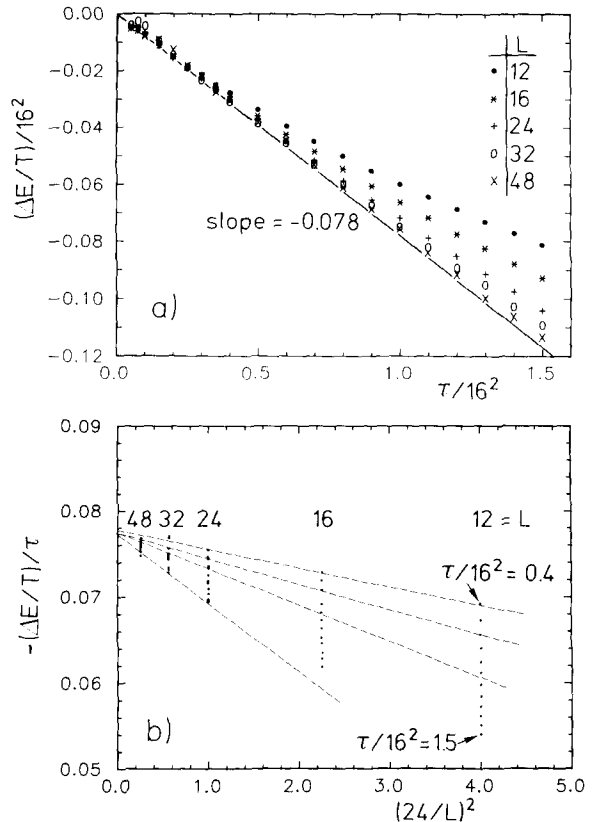 0.00
-0.02
-0.04
-0.06
-0.08
-0.10
-0.12
(ΔE/T)/16²
L
• 12
* 16
+ 24
o 32
× 48
slope = -0.078
a)
0.0 0.5 1.0 1.5
τ/16²
0.09
0.08
0.07
0.06
0.05
-(ΔE/T)/τ
48 32 24 16 12 = L
τ/16² = 0.4
τ/16² = 1.5
b)
0.0 1.0 2.0 3.0 4.0 5.0
(24/L)²